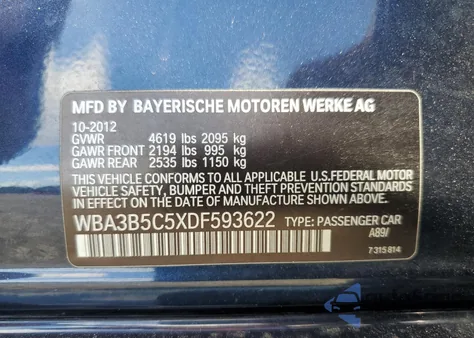 MFD BY BAYERISCHE MOTOREN WERKE AG
10-2012
GVWR 4619 lbs 2095 kg
GAWR FRONT 2194 lbs 995 kg
GAWR REAR 2535 lbs 1150 kg
THIS VEHICLE CONFORMS TO ALL APPLICABLE U.S. FEDERAL MOTOR
VEHICLE SAFETY, BUMPER, AND THEFT PREVENTION STANDARDS
IN EFFECT ON THE DATE OF MANUFACTURE SHOWN ABOVE.
WBA3B5C5XDF593622 TYPE: PASSENGER CAR
A89/
7315814